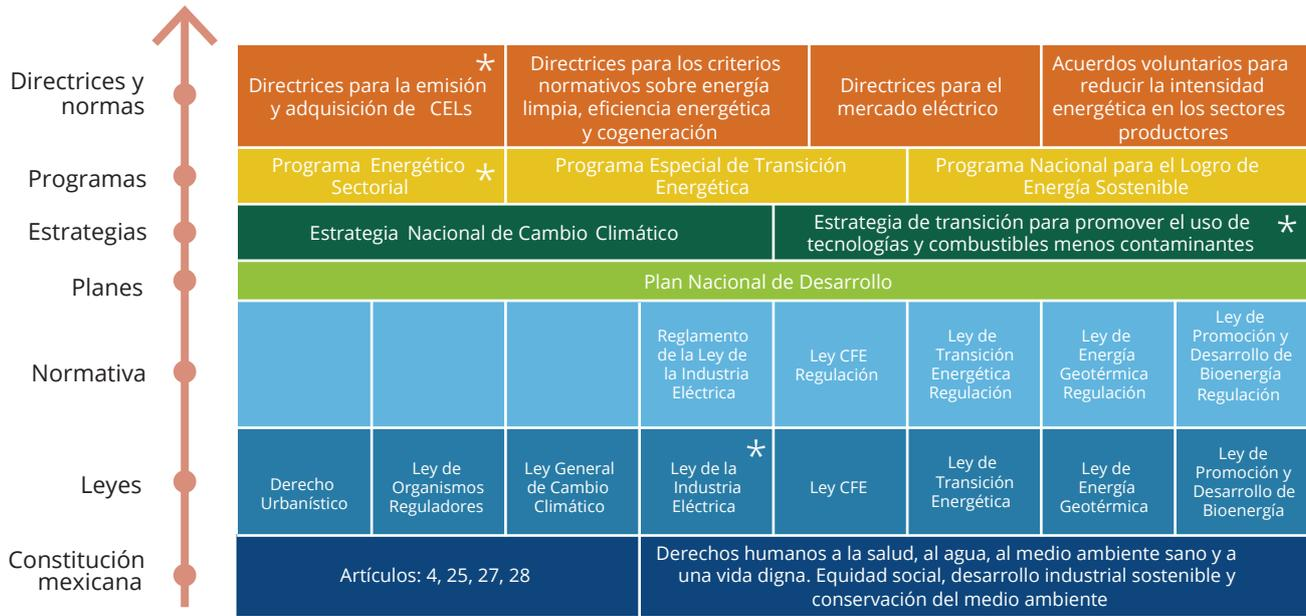 Directrices y
normas
Directrices para la emisión
y adquisición de CELs
*
Directrices para los criterios
normativos sobre energía
limpia, eficiencia energética
y cogeneración
Directrices para el
mercado eléctrico
Acuerdos voluntarios para
reducir la intensidad
energética en los sectores
productores
Programas
Programa Energético
Sectorial
*
Programa Especial de Transición
Energética
Programa Nacional para el Logro de
Energía Sostenible
Estrategias
Estrategia Nacional de Cambio Climático
Estrategia de transición para promover el uso de
tecnologías y combustibles menos contaminantes
*
Planes
Plan Nacional de Desarrollo
Normativa
Reglamento
de la Ley de
la Industria
Eléctrica
Ley CFE
Regulación
Ley de
Transición
Energética
Regulación
Ley de
Energía
Geotérmica
Regulación
Ley de
Promoción y
Desarrollo de
Bioenergía
Regulación
Leyes
Derecho
Urbanístico
Ley de
Organismos
Reguladores
Ley General
de Cambio
Climático
Ley de la
Industria
Eléctrica
*
Ley CFE
Ley de
Transición
Energética
Ley de
Energía
Geotérmica
Ley de
Promoción y
Desarrollo de
Bioenergía
Constitución
mexicana
Artículos: 4, 25, 27, 28
Derechos humanos a la salud, al agua, al medio ambiente sano y a
una vida digna. Equidad social, desarrollo industrial sostenible y
conservación del medio ambiente